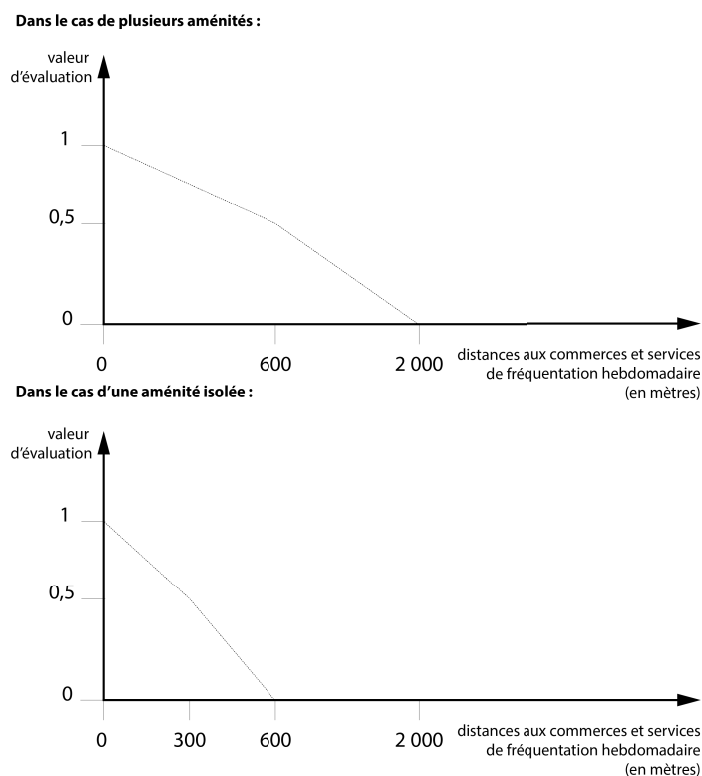 Dans le cas de plusieurs aménités :
valeur
d'évaluation
1
0,5
0
0
600
2 000
distances aux commerces et services
de fréquentation hebdomadaire
(en mètres)
Dans le cas d'une aménité isolée :
valeur
d'évaluation
1
0,5
0
0
300
600
2 000
distances aux commerces et services
de fréquentation hebdomadaire
(en mètres)